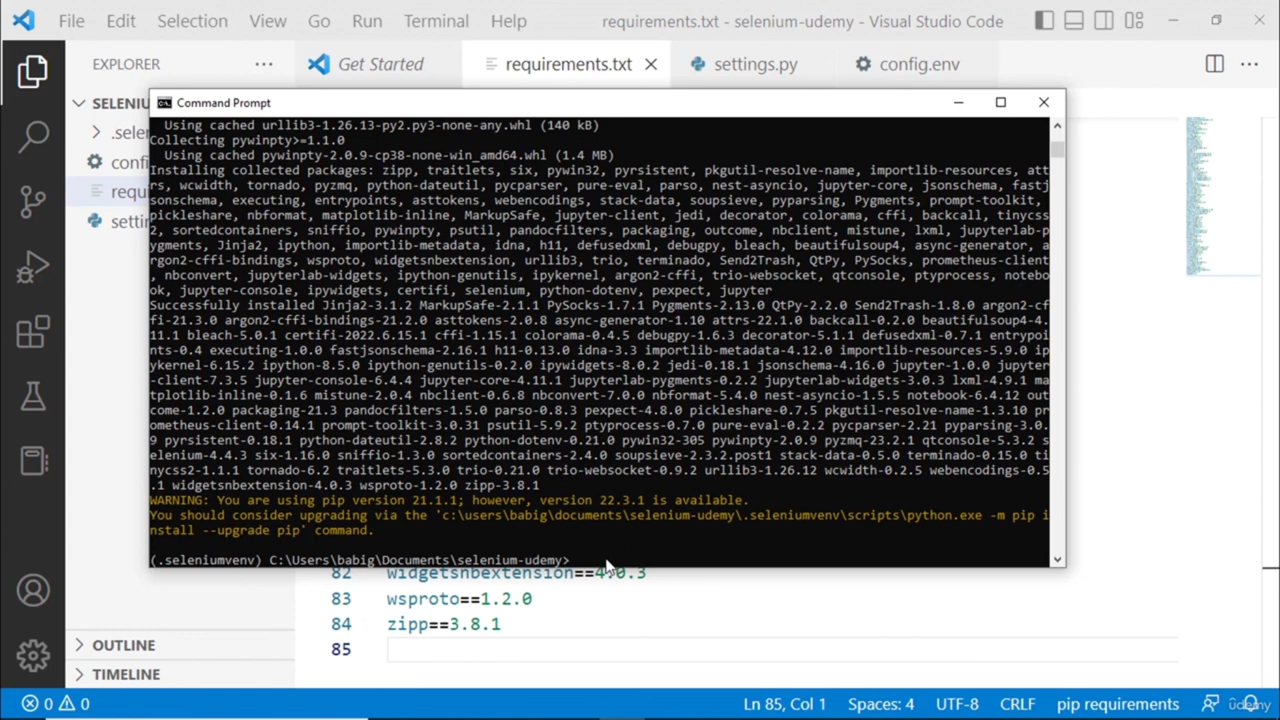 File Edit Selection View Go Run Terminal Help requirements.txt - selenium-udemy - Visual Studio Code
EXPLORER ... Get Started requirements.txt settings.py config.env
SELENIU
.selen
confi
requ
settin
Command Prompt
Using cached urllib3-1.26.13-py2.py3-none-any.whl (140 kB)
Collecting pywinpty>=1.1.0
Using cached pywinpty-2.0.9-cp38-none-win_amd64.whl (1.4 MB)
Installing collected packages: zipp, traitlets, six, pywin32, pyrsistent, pkgutil-resolve-name, importlib-resources, att
rs, wcwidth, tornado, pyzmq, python-dateutil, pycparser, pure-eval, parso, nest-asyncio, jupyter-core, jsonschema, fastj
sonschema, executing, entrypoints, asttokens, webencodings, stack-data, soupsieve, pyparsing, Pygments, prompt-toolkit,
pickleshare, nbformat, matplotlib-inline, MarkupSafe, jupyter-client, jedi, decorator, colorama, cffi, backcall, tinycss
2, sortedcontainers, sniffio, pywinpty, psutil, pandocfilters, packaging, outcome, nbclient, mistune, lxml, jupyterlab-p
ygments, Jinja2, ipython, importlib-metadata, idna, h11, defusedxml, debugpy, bleach, beautifulsoup4, async-generator, a
rgon2-cffi-bindings, wsproto, widgetsnbextension, urllib3, trio, terminado, Send2Trash, QtPy, PySocks, prometheus-client
, nbconvert, jupyterlab-widgets, ipython-genutils, ipykernel, argon2-cffi, trio-websocket, qtconsole, ptyprocess, notebo
ok, jupyter-console, ipywidgets, certifi, selenium, python-dotenv, pexpect, jupyter
Successfully installed Jinja2-3.1.2 MarkupSafe-2.1.1 PySocks-1.7.1 Pygments-2.13.0 QtPy-2.2.0 Send2Trash-1.8.0 argon2-cf
fi-21.3.0 argon2-cffi-bindings-21.2.0 asttokens-2.0.8 async-generator-1.10 attrs-22.1.0 backcall-0.2.0 beautifulsoup4-4.
11.1 bleach-5.0.1 certifi-2022.6.15.1 cffi-1.15.1 colorama-0.4.5 debugpy-1.6.3 decorator-5.1.1 defusedxml-0.7.1 entrypoi
nts-0.4 executing-1.0.0 fastjsonschema-2.16.1 h11-0.13.0 idna-3.3 importlib-metadata-4.12.0 importlib-resources-5.9.0 ip
ykernel-6.15.2 ipython-8.5.0 ipython-genutils-0.2.0 ipywidgets-8.0.2 jedi-0.18.1 jsonschema-4.16.0 jupyter-1.0.0 jupyter
-client-7.3.5 jupyter-console-6.4.4 jupyter-core-4.11.1 jupyterlab-pygments-0.2.2 jupyterlab-widgets-3.0.3 lxml-4.9.1 ma
tplotlib-inline-0.1.6 mistune-2.0.4 nbclient-0.6.8 nbconvert-7.0.0 nbformat-5.4.0 nest-asyncio-1.5.5 notebook-6.4.12 out
come-1.2.0 packaging-21.3 pandocfilters-1.5.0 parso-0.8.3 pexpect-4.8.0 pickleshare-0.7.5 pkgutil-resolve-name-1.3.10 pr
ometheus-client-0.14.1 prompt-toolkit-3.0.31 psutil-5.9.2 ptyprocess-0.7.0 pure-eval-0.2.2 pycparser-2.21 pyparsing-3.0.
9 pyrsistent-0.18.1 python-dateutil-2.8.2 python-dotenv-0.21.0 pywin32-305 pywinpty-2.0.9 pyzmq-23.2.1 qtconsole-5.3.2 s
elenium-4.4.3 six-1.16.0 sniffio-1.3.0 sortedcontainers-2.4.0 soupsieve-2.3.2.post1 stack-data-0.5.0 terminado-0.15.0 ti
nycss2-1.1.1 tornado-6.2 traitlets-5.3.0 trio-0.21.0 trio-websocket-0.9.2 urllib3-1.26.12 wcwidth-0.2.5 webencodings-0.5
.1 widgetsnbextension-4.0.3 wsproto-1.2.0 zipp-3.8.1
WARNING: You are using pip version 21.1.1; however, version 22.3.1 is available.
You should consider upgrading via the 'c:\users\babig\documents\selenium-udemy\.seleniumvenv\scripts\python.exe -m pip i
nstall --upgrade pip' command.
(.seleniumvenv) C:\Users\babig\Documents\selenium-udemy>
82 widgetsnbextension==4.0.3
83 wsproto==1.2.0
84 zipp==3.8.1
85
OUTLINE
TIMELINE
0 0 Ln 85, Col 1 Spaces: 4 UTF-8 CRLF pip requirements
udemy